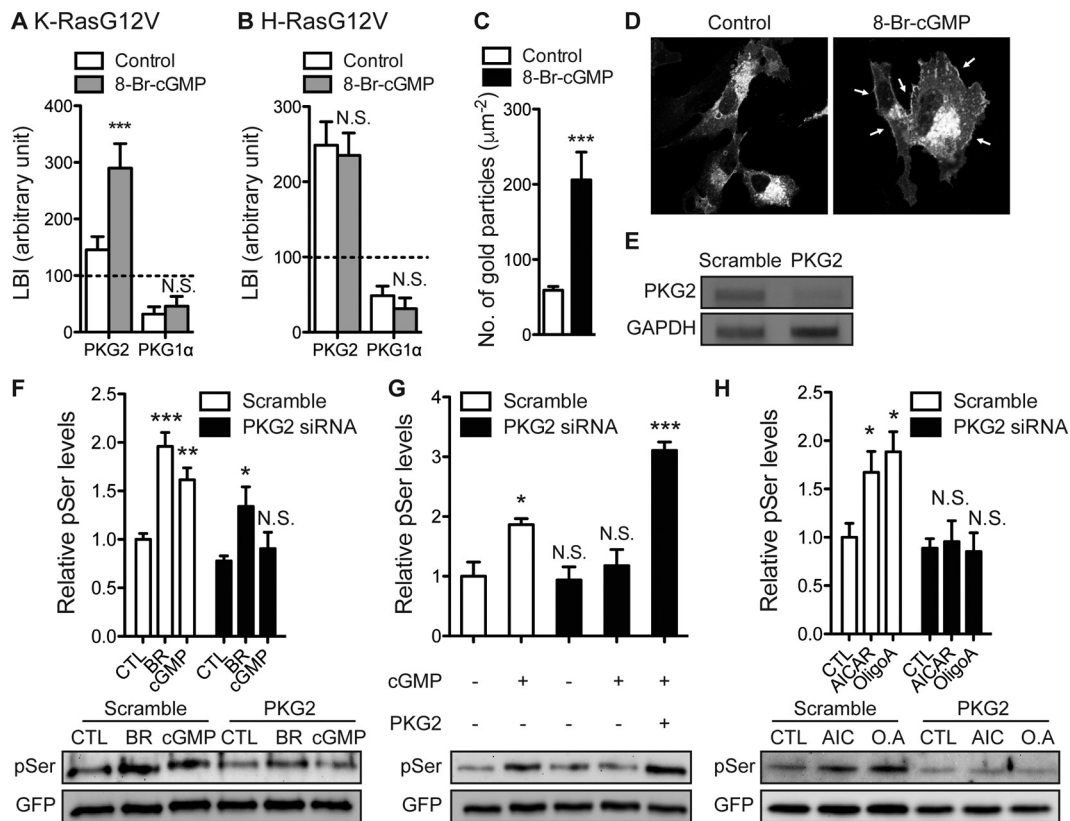 A K-RasG12V
Control
8-Br-cGMP
LBI (arbitrary unit)
400
300
200
100
0
***
N.S.
PKG2 PKG1α
B H-RasG12V
Control
8-Br-cGMP
LBI (arbitrary unit)
300
200
100
0
N.S.
N.S.
PKG2 PKG1α
C
Control
8-Br-cGMP
No. of gold particles (μm-2)
300
200
100
0
***
D
Control 8-Br-cGMP
E
Scramble PKG2
PKG2
GAPDH
F
Scramble
PKG2 siRNA
Relative pSer levels
2.5
2.0
1.5
1.0
0.5
0.0
*** ** * N.S.
CTL BR cGMP CTL BR cGMP
Scramble PKG2
CTL BR cGMP CTL BR cGMP
pSer
GFP
G
Scramble
PKG2 siRNA
Relative pSer levels
4
3
2
1
0
* N.S. N.S. ***
cGMP - + - + +
PKG2 - - - - +
pSer
GFP
H
Scramble
PKG2 siRNA
Relative pSer levels
2.5
2.0
1.5
1.0
0.5
0.0
* * N.S. N.S.
CTL AICAR OligoA CTL AICAR OligoA
Scramble PKG2
CTL AIC O.A CTL AIC O.A
pSer
GFP